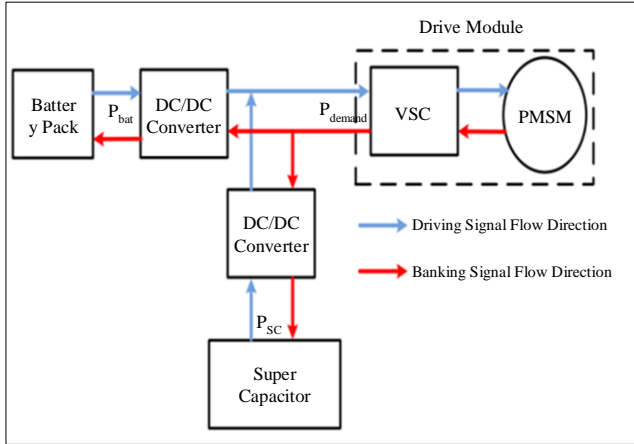 Drive Module
Batter
y Pack
P_bat
DC/DC
Converter
P_demand
VSC
PMSM
DC/DC
Converter
Driving Signal Flow Direction
Banking Signal Flow Direction
P_SC
Super
Capacitor